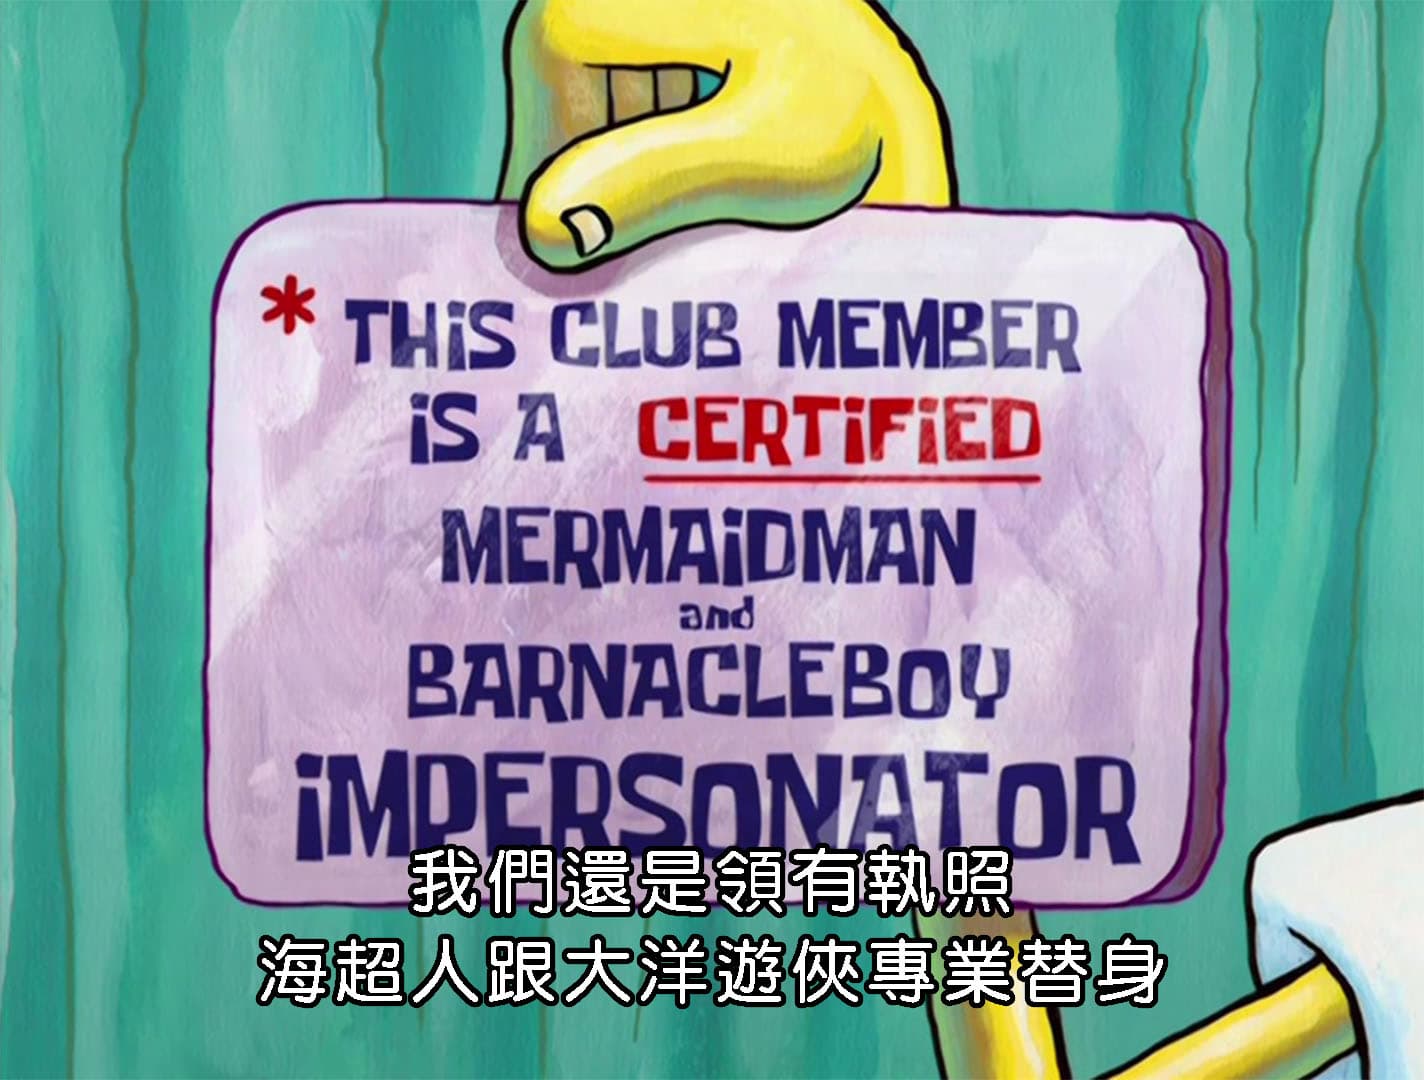 * THiS CLUB MEMBER
iS A CERTiFiED
MERMAiDMAN
and
BARNACLEBOY
iMPERSONATOR
我們還是領有執照
海超人跟大洋遊俠專業替身